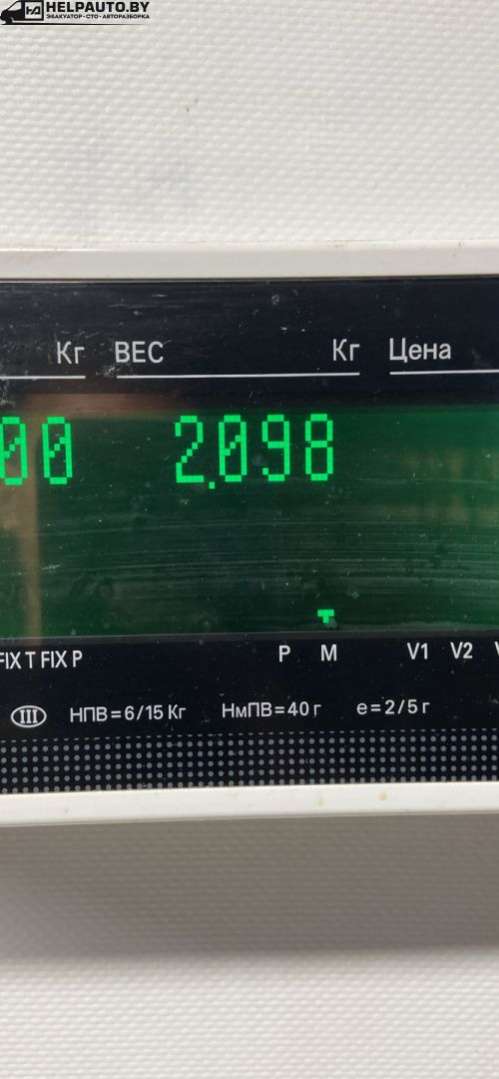 HELPAUTO.BY
ЭВАКУАТОР-СТО-АВТОРАЗБОРКА
Кг ВЕС Кг Цена
00 2.098
FIX T FIX P P M V1 V2
III НПВ=6/15 Кг НмПВ=40 г e=2/5 г